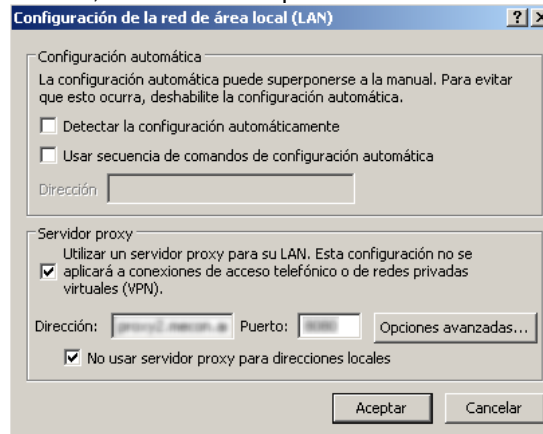 Configuración de la red de área local (LAN)
Configuración automática
La configuración automática puede superponerse a la manual. Para evitar
que esto ocurra, deshabilite la configuración automática.
Detectar la configuración automáticamente
Usar secuencia de comandos de configuración automática
Dirección
Servidor proxy
Utilizar un servidor proxy para su LAN. Esta configuración no se
aplicará a conexiones de acceso telefónico o de redes privadas
virtuales (VPN).
Dirección: Puerto: Opciones avanzadas...
No usar servidor proxy para direcciones locales
Aceptar Cancelar